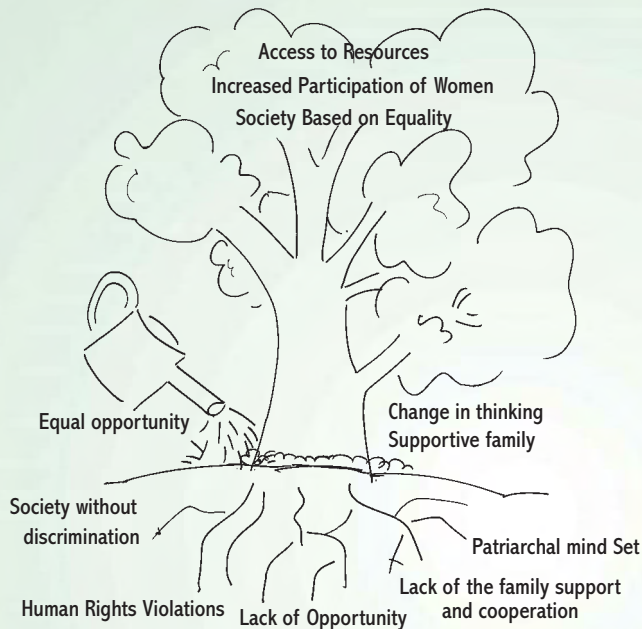 Access to Resources
Increased Participation of Women
Society Based on Equality
Equal opportunity
Change in thinking
Supportive family
Society without
discrimination
Patriarchal mind Set
Lack of the family support
and cooperation
Human Rights Violations
Lack of Opportunity